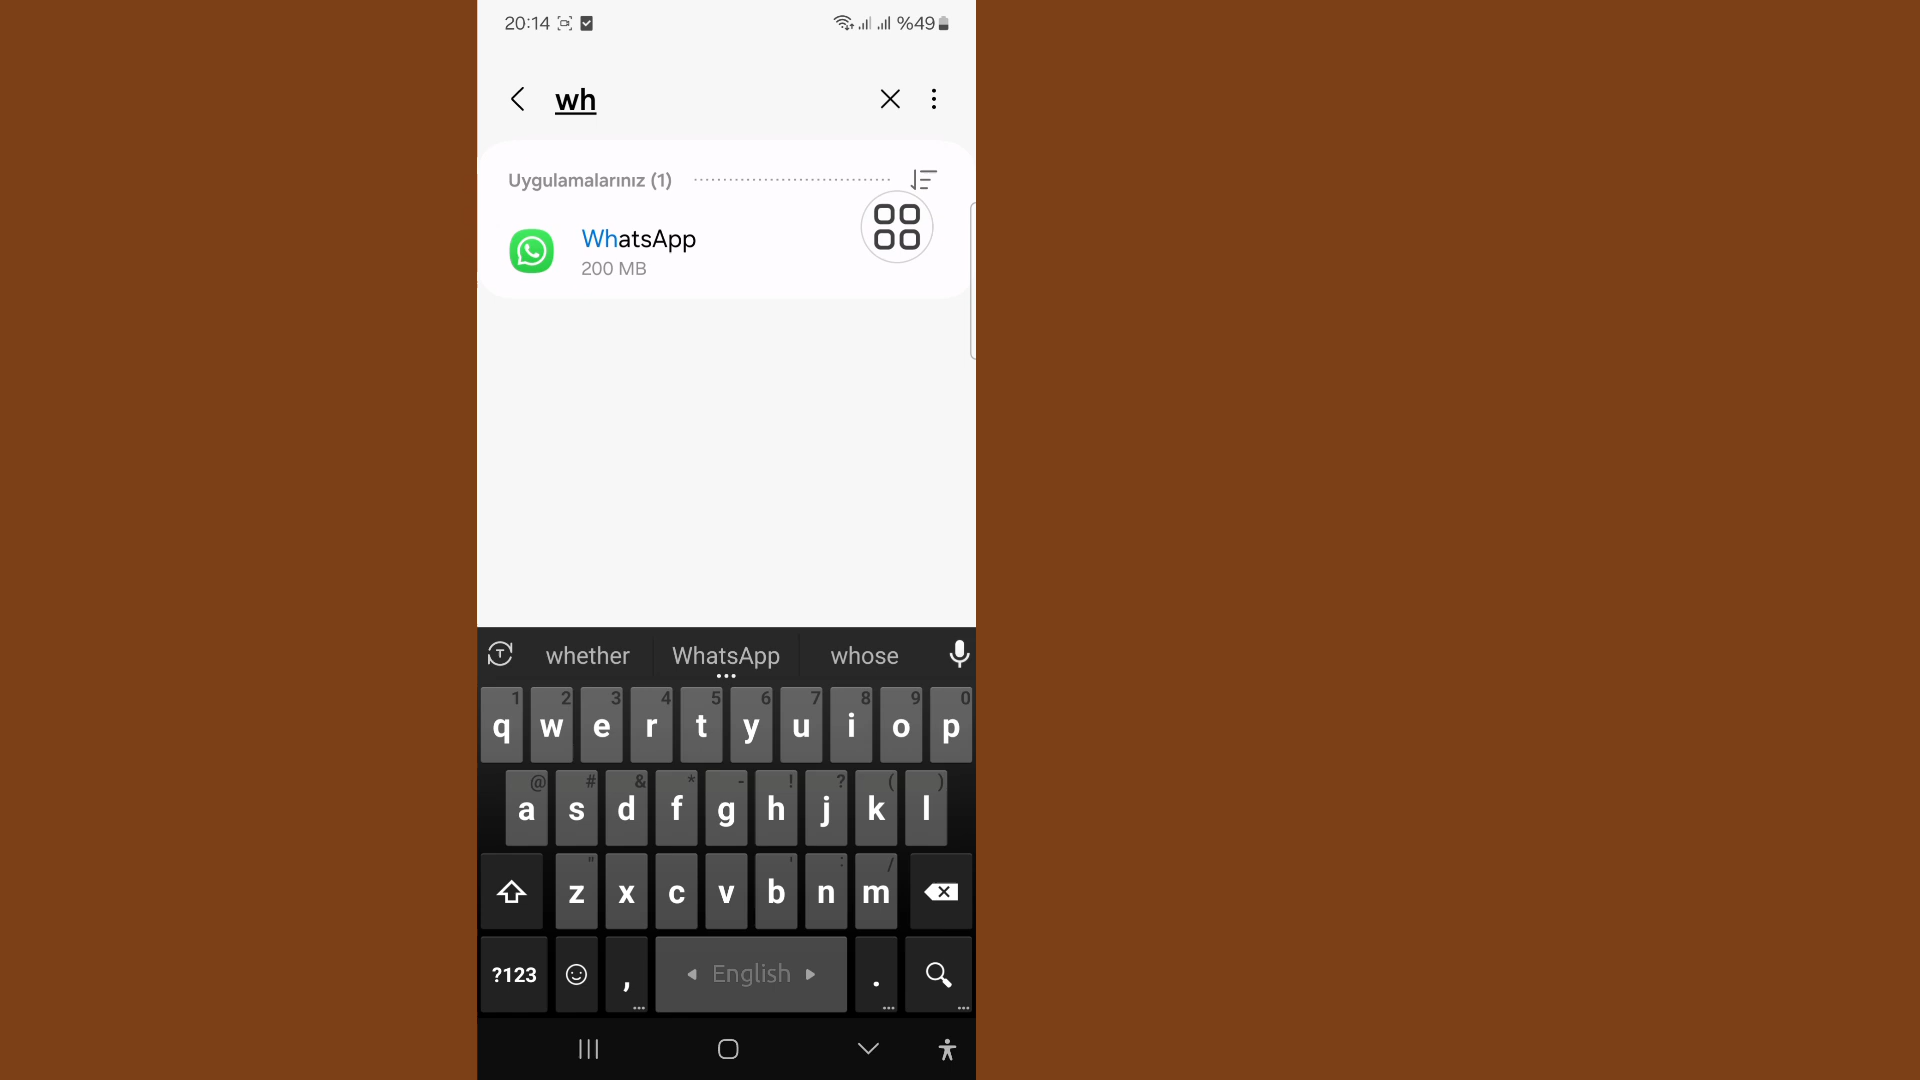 20:14 %49
wh
Uygulamalarınız (1)
WhatsApp
200 MB
whether WhatsApp whose
1 2 3 4 5 6 7 8 9 0
q w e r t y u i o p
@ # & * - ! ? ( )
a s d f g h j k l
" ' : /
z x c v b n m
?123 , English .